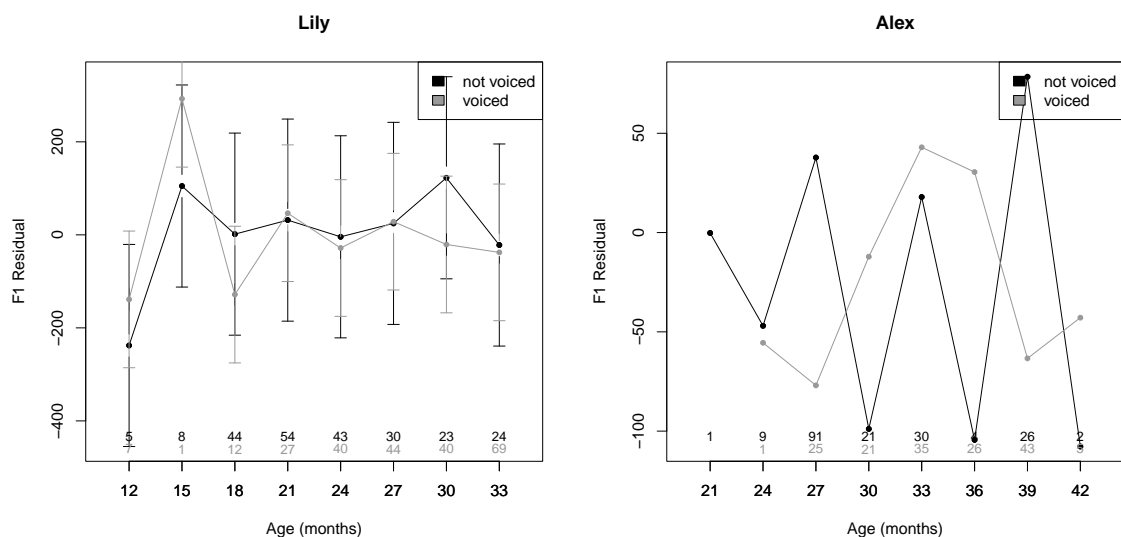 Lily
not voiced
voiced
200
0
−200
−400
F1 Residual
5 8 44 54 43 30 23 24
7 1 12 27 40 44 40 69
12 15 18 21 24 27 30 33
Age (months)
Alex
not voiced
voiced
50
0
−50
−100
F1 Residual
1 9 91 21 30 26 2
1 25 21 35 26 43 5
21 24 27 30 33 36 39 42
Age (months)